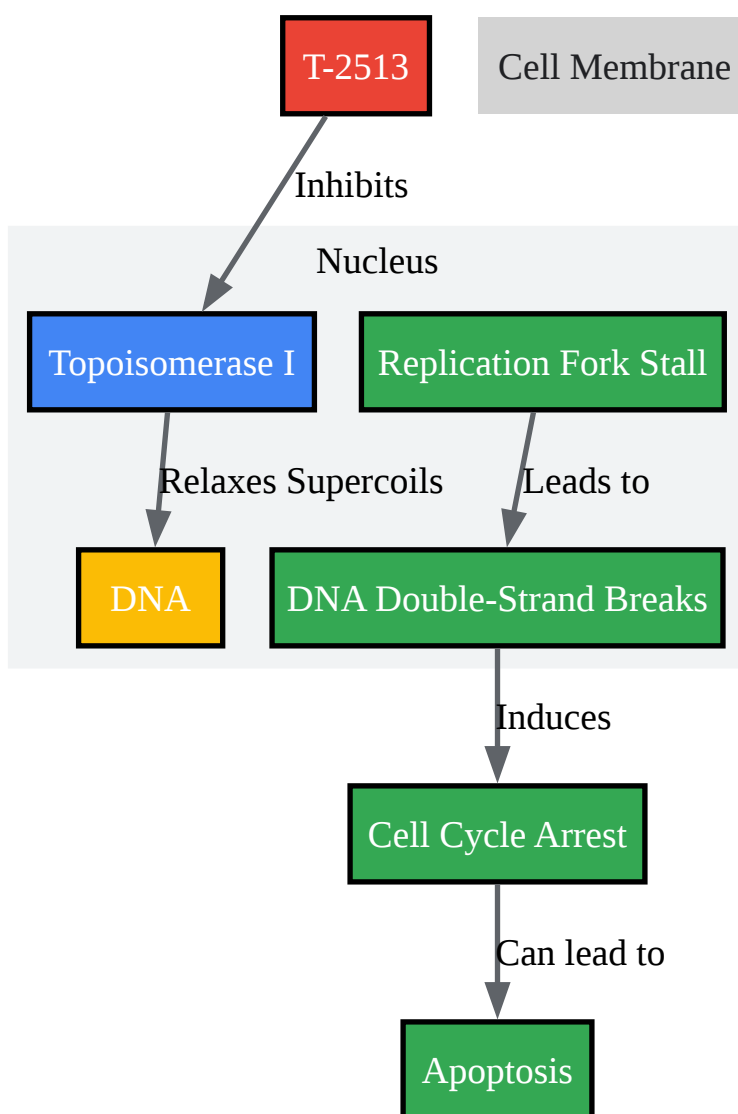 T-2513
Cell Membrane
Inhibits
Nucleus
Topoisomerase I
Replication Fork Stall
Relaxes Supercoils
Leads to
DNA
DNA Double-Strand Breaks
Induces
Cell Cycle Arrest
Can lead to
Apoptosis